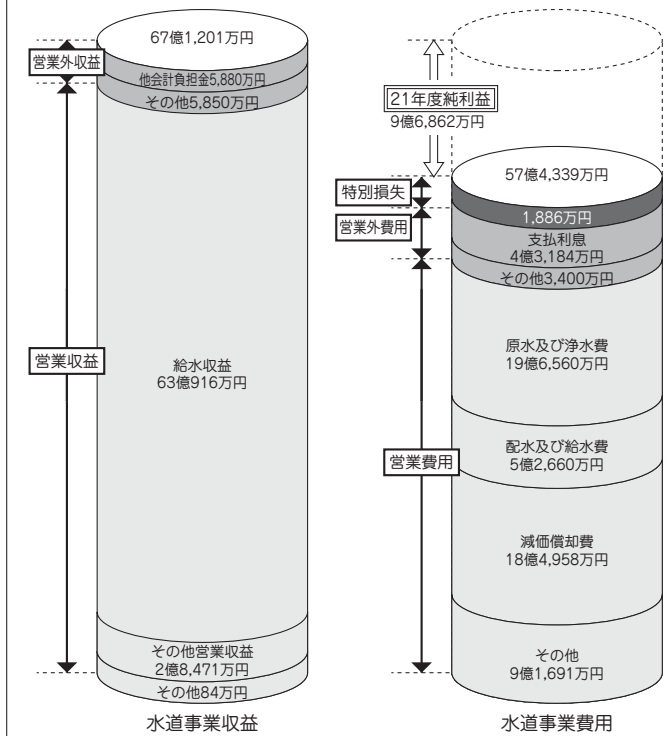 67億1,201万円
営業外収益
他会計負担金5,880万円
その他5,850万円
営業収益
給水収益
63億916万円
その他営業収益
2億8,471万円
その他84万円
水道事業収益
21年度純利益
9億6,862万円
57億4,339万円
特別損失
1,886万円
営業外費用
支払利息
4億3,184万円
その他3,400万円
原水及び浄水費
19億6,560万円
営業費用
配水及び給水費
5億2,660万円
減価償却費
18億4,958万円
その他
9億1,691万円
水道事業費用